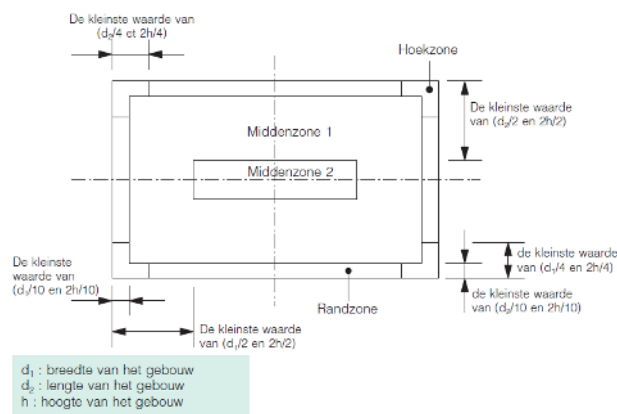 De kleinste waarde van
(d₂/4 et 2h/4)
Hoekzone
De kleinste waarde
van (d₂/2 en 2h/2)
Middenzone 1
Middenzone 2
De kleinste
waarde van
(d₁/10 en 2h/10)
de kleinste waarde
van (d₁/4 en 2h/4)
de kleinste waarde
van (d₂/10 en 2h/10)
Randzone
De kleinste waarde
van (d₁/2 en 2h/2)
d₁ : breedte van het gebouw
d₂ : lengte van het gebouw
h : hoogte van het gebouw